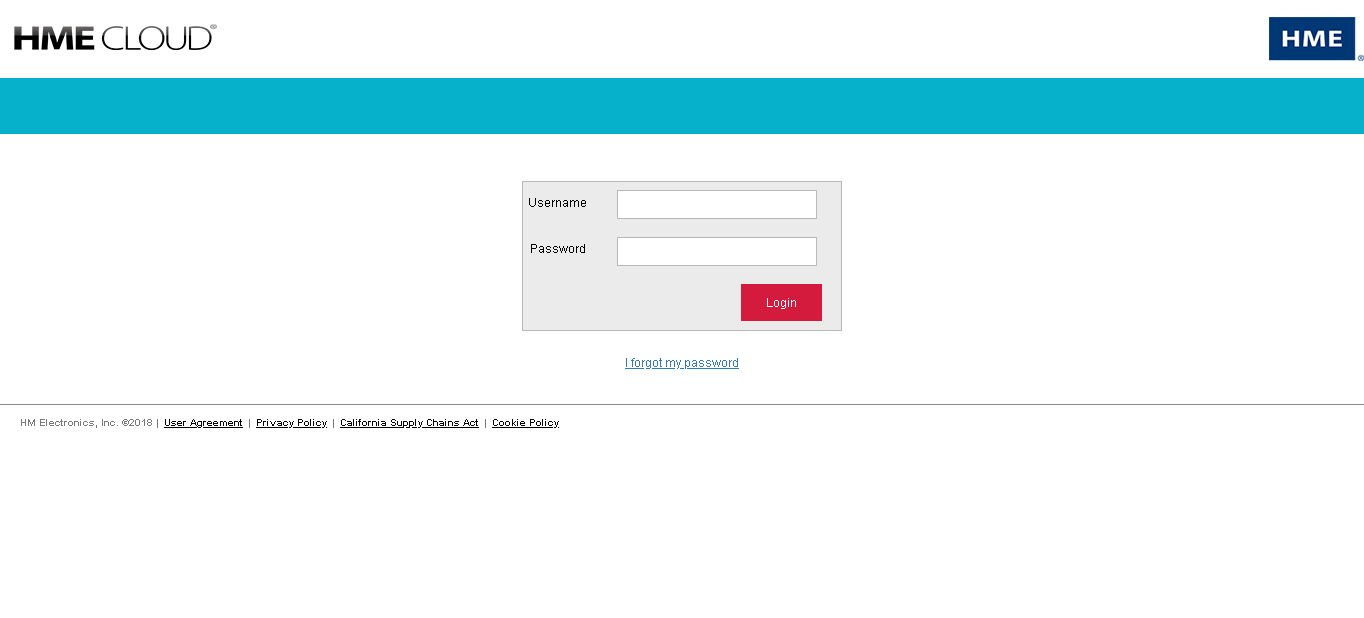 HME CLOUD®
HME®
Username
Password
Login
I forgot my password
HM Electronics, Inc. ©2018 | User Agreement | Privacy Policy | California Supply Chains Act | Cookie Policy